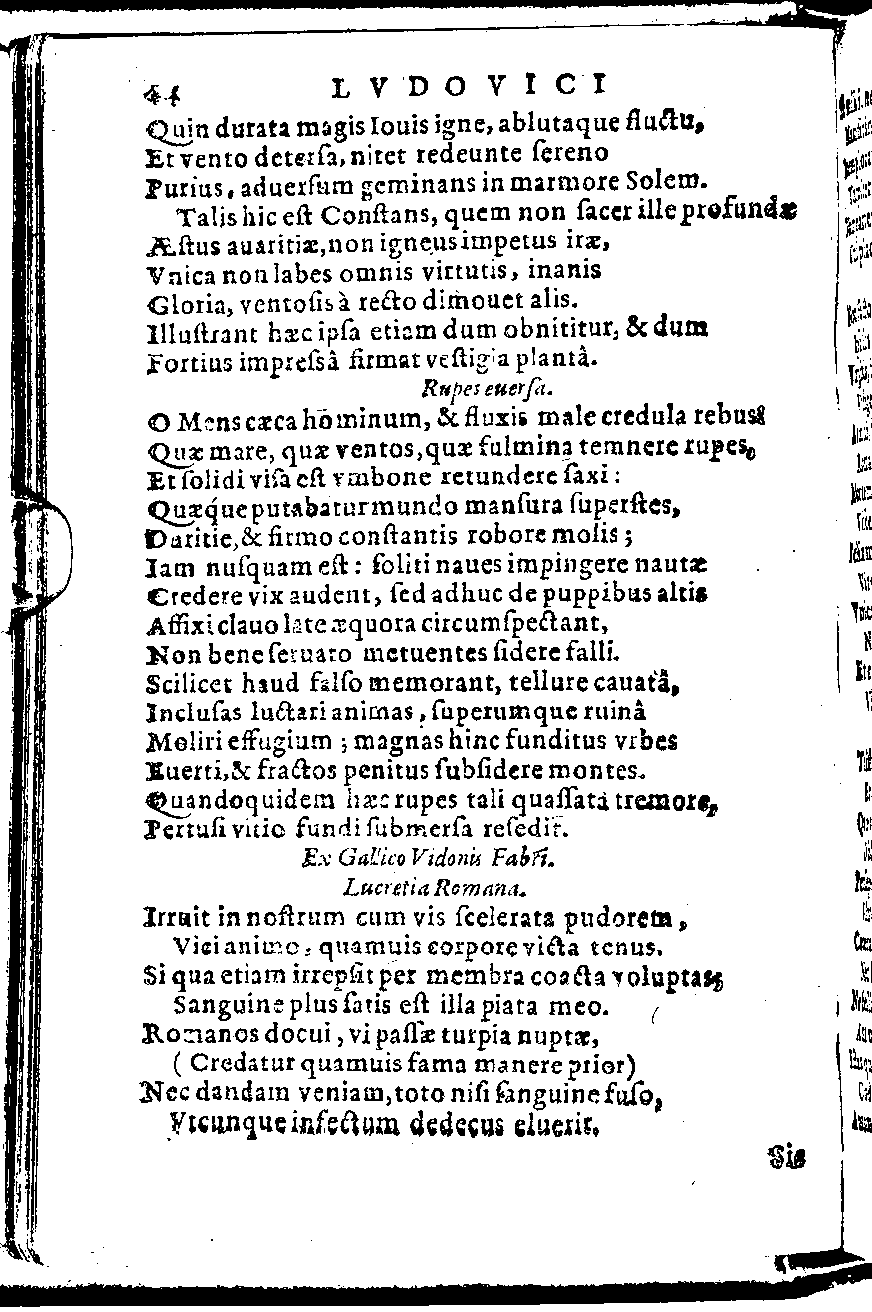 44 LVDOVICI
Quin durata magis Iouis igne, ablutaque fluctu,
Et vento detersa, nitet redeunte sereno
Purius, aduersum geminans in marmore Solem.
Talis hic est Constans, quem non sacer ille profundæ
Æstus auaritiæ, non igneus impetus iræ,
Vnica non labes omnis virtutis, inanis
Gloria, ventosis à recto dimouet alis.
Illustrant hæc ipsa etiam dum obnititur, & dum
Fortius impressâ firmat vestigia plantâ.
Rupes euersa.
O Mens cæca hominum, & fluxis male credula rebus!
Quæ mare, quæ ventos, quæ fulmina temnere rupes,
Et solidi visa est vmbone retundere saxi:
Quæq́ue putabatur mundo mansura superstes,
Duritie, & firmo constantis robore molis;
Iam nusquam est: soliti naues impingere nautæ
Credere vix audent, sed adhuc de puppibus altis
Affixi clauo late æquora circumspectant,
Non bene seruato metuentes sidere falli.
Scilicet haud falso memorant, tellure cauatâ,
Inclusas luctari animas, superumque ruinâ
Moliri effugium; magnas hinc funditus vrbes
Euerti, & fractos penitus subsidere montes.
Quandoquidem hæc rupes tali quassata tremore,
Pertusi vitio fundi submersa resedit.
Ex Gallico Vidonis Fabri.
Lucretia Romana.
Irruit in nostrum cum vis scelerata pudorem,
Vici animo, quamuis corpore victa tenus.
Si qua etiam irrepsit per membra coacta voluptas,
Sanguine plus satis est illa piata meo.
Romanos docui, vi passæ turpia nuptæ,
(Credatur quamuis fama manere prior)
Nec dandam veniam, toto nisi sanguine fuso,
Vtcunque infectum dedecus eluerit.
Sis